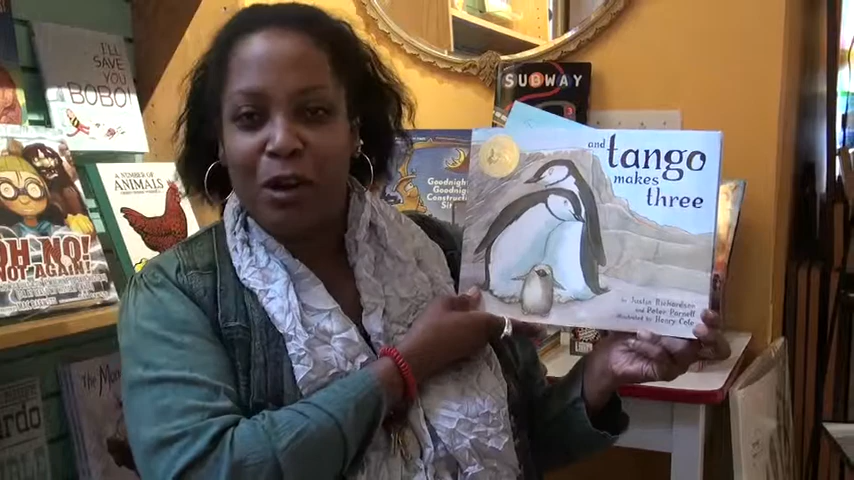 I'LL
SAVE
YOU
BOBO!
OH NO!
NOT AGAIN!
A NUMBER of
ANIMALS
SUBWAY
GOODNIGHT,
GOODNIGHT,
and
tango
makes
three
by Justin Richardson
and Peter Parnell
illustrated by Henry Cole